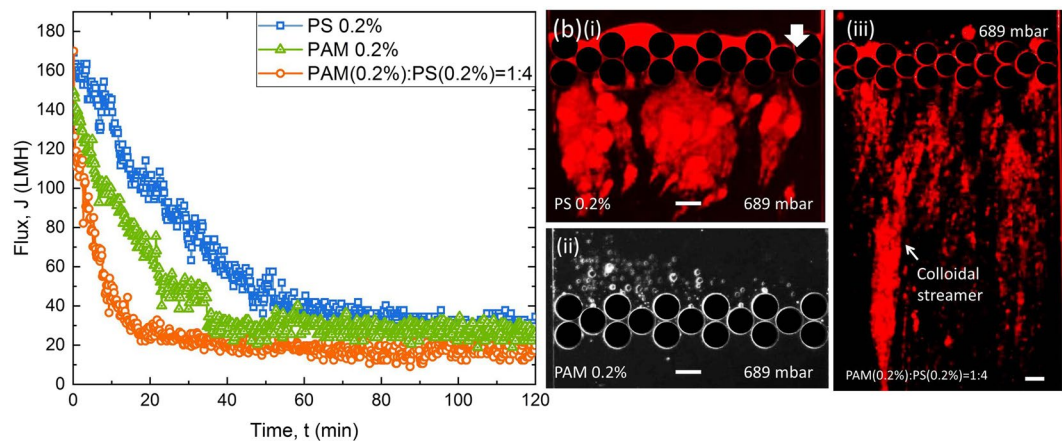 180
160
140
120
100
80
60
40
20
0
Flux, J (LMH)
0 20 40 60 80 100 120
Time, t (min)
PS 0.2%
PAM 0.2%
PAM(0.2%):PS(0.2%)=1:4
(b)(i)
PS 0.2% 689 mbar
(ii)
PAM 0.2% 689 mbar
(iii) 689 mbar
Colloidal
streamer
PAM(0.2%):PS(0.2%)=1:4